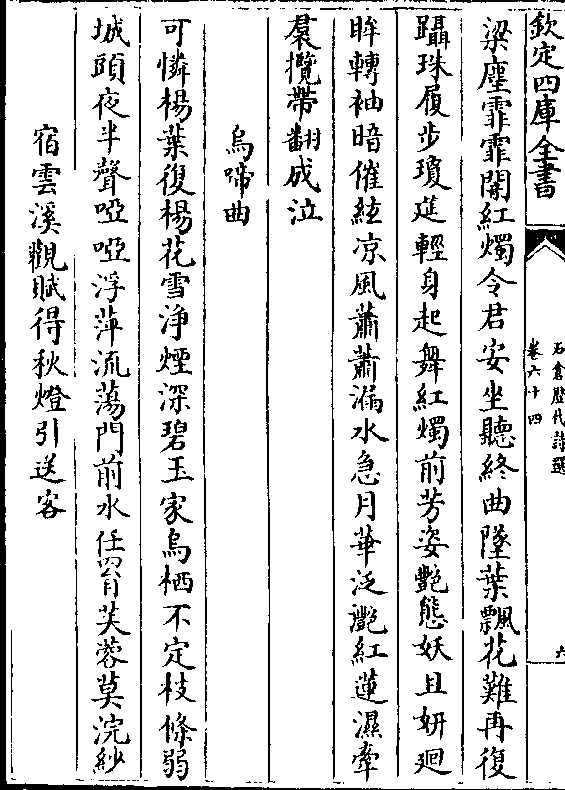 欽定四庫全書
石倉歷代詩選
卷六十四
六
梁塵霏霏開紅燭令君安坐聽終曲墜葉飄花難再復
躡珠履步瓊筵輕身起舞紅燭前芳姿艷態妖且妍廻
眸轉袖暗催絃凉風蕭蕭漏水急月華泛艷紅蓮濕牽
裠攬帶翻成泣
烏啼曲
可憐楊葉復楊花雪淨煙深碧玉家烏栖不定枝條弱
城頭夜半聲啞啞浮萍流蕩門前水任罥芙蓉莫浣紗
宿雲溪觀賦得秋燈引送客